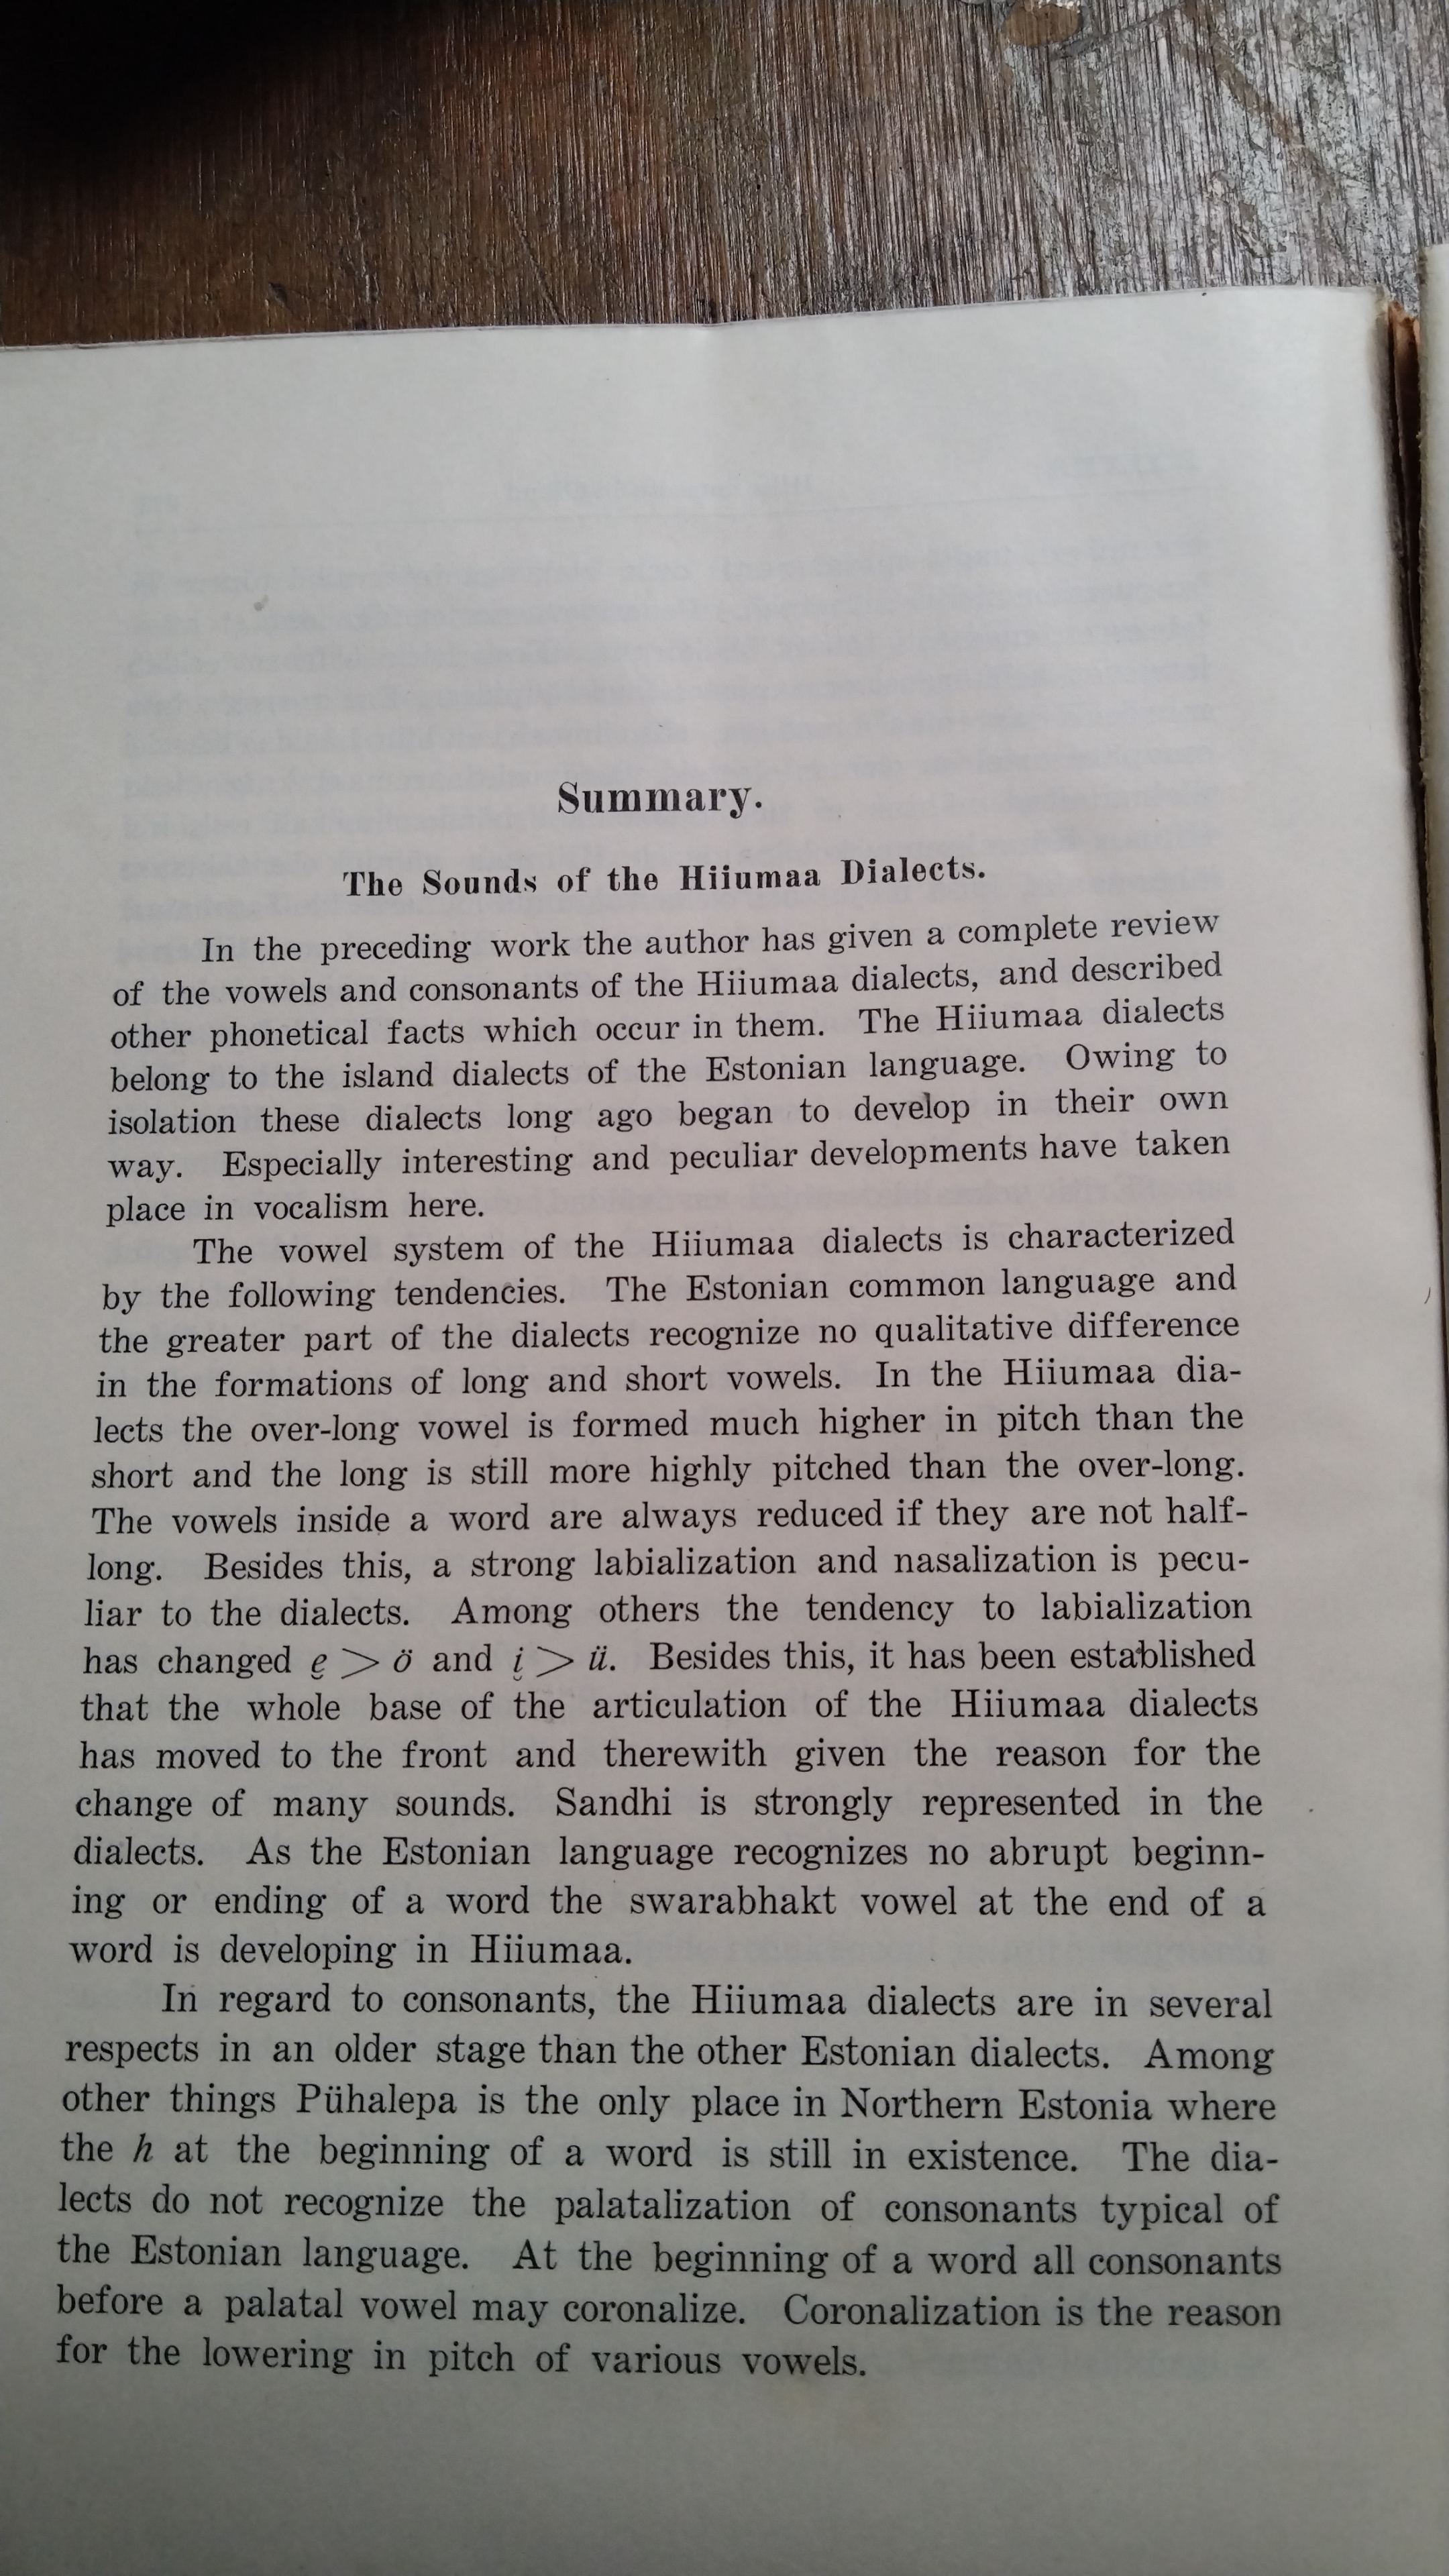 Summary.
The Sounds of the Hiiumaa Dialects.
In the preceding work the author has given a complete review
of the vowels and consonants of the Hiiumaa dialects, and described
other phonetical facts which occur in them. The Hiiumaa dialects
belong to the island dialects of the Estonian language. Owing to
isolation these dialects long ago began to develop in their own
way. Especially interesting and peculiar developments have taken
place in vocalism here.
The vowel system of the Hiiumaa dialects is characterized
by the following tendencies. The Estonian common language and
the greater part of the dialects recognize no qualitative difference
in the formations of long and short vowels. In the Hiiumaa dia-
lects the over-long vowel is formed much higher in pitch than the
short and the long is still more highly pitched than the over-long.
The vowels inside a word are always reduced if they are not half-
long. Besides this, a strong labialization and nasalization is pecu-
liar to the dialects. Among others the tendency to labialization
has changed e̮ > ö and i̮ > ü. Besides this, it has been established
that the whole base of the articulation of the Hiiumaa dialects
has moved to the front and therewith given the reason for the
change of many sounds. Sandhi is strongly represented in the
dialects. As the Estonian language recognizes no abrupt beginn-
ing or ending of a word the swarabhakt vowel at the end of a
word is developing in Hiiumaa.
In regard to consonants, the Hiiumaa dialects are in several
respects in an older stage than the other Estonian dialects. Among
other things Pühalepa is the only place in Northern Estonia where
the h at the beginning of a word is still in existence. The dia-
lects do not recognize the palatalization of consonants typical of
the Estonian language. At the beginning of a word all consonants
before a palatal vowel may coronalize. Coronalization is the reason
for the lowering in pitch of various vowels.